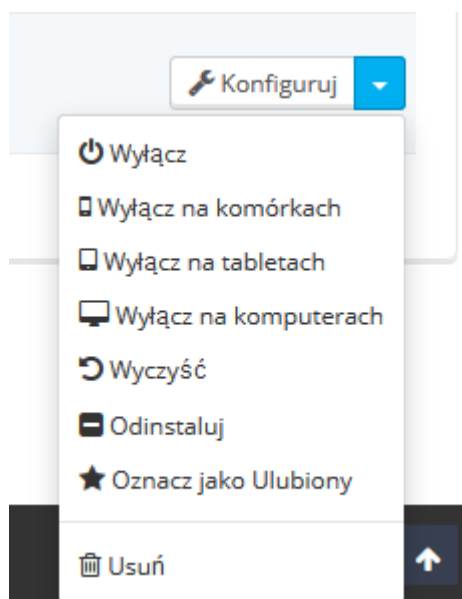 Konfiguruj
Wyłącz
Wyłącz na komórkach
Wyłącz na tabletach
Wyłącz na komputerach
Wyczyść
Odinstaluj
Oznacz jako Ulubiony
Usuń